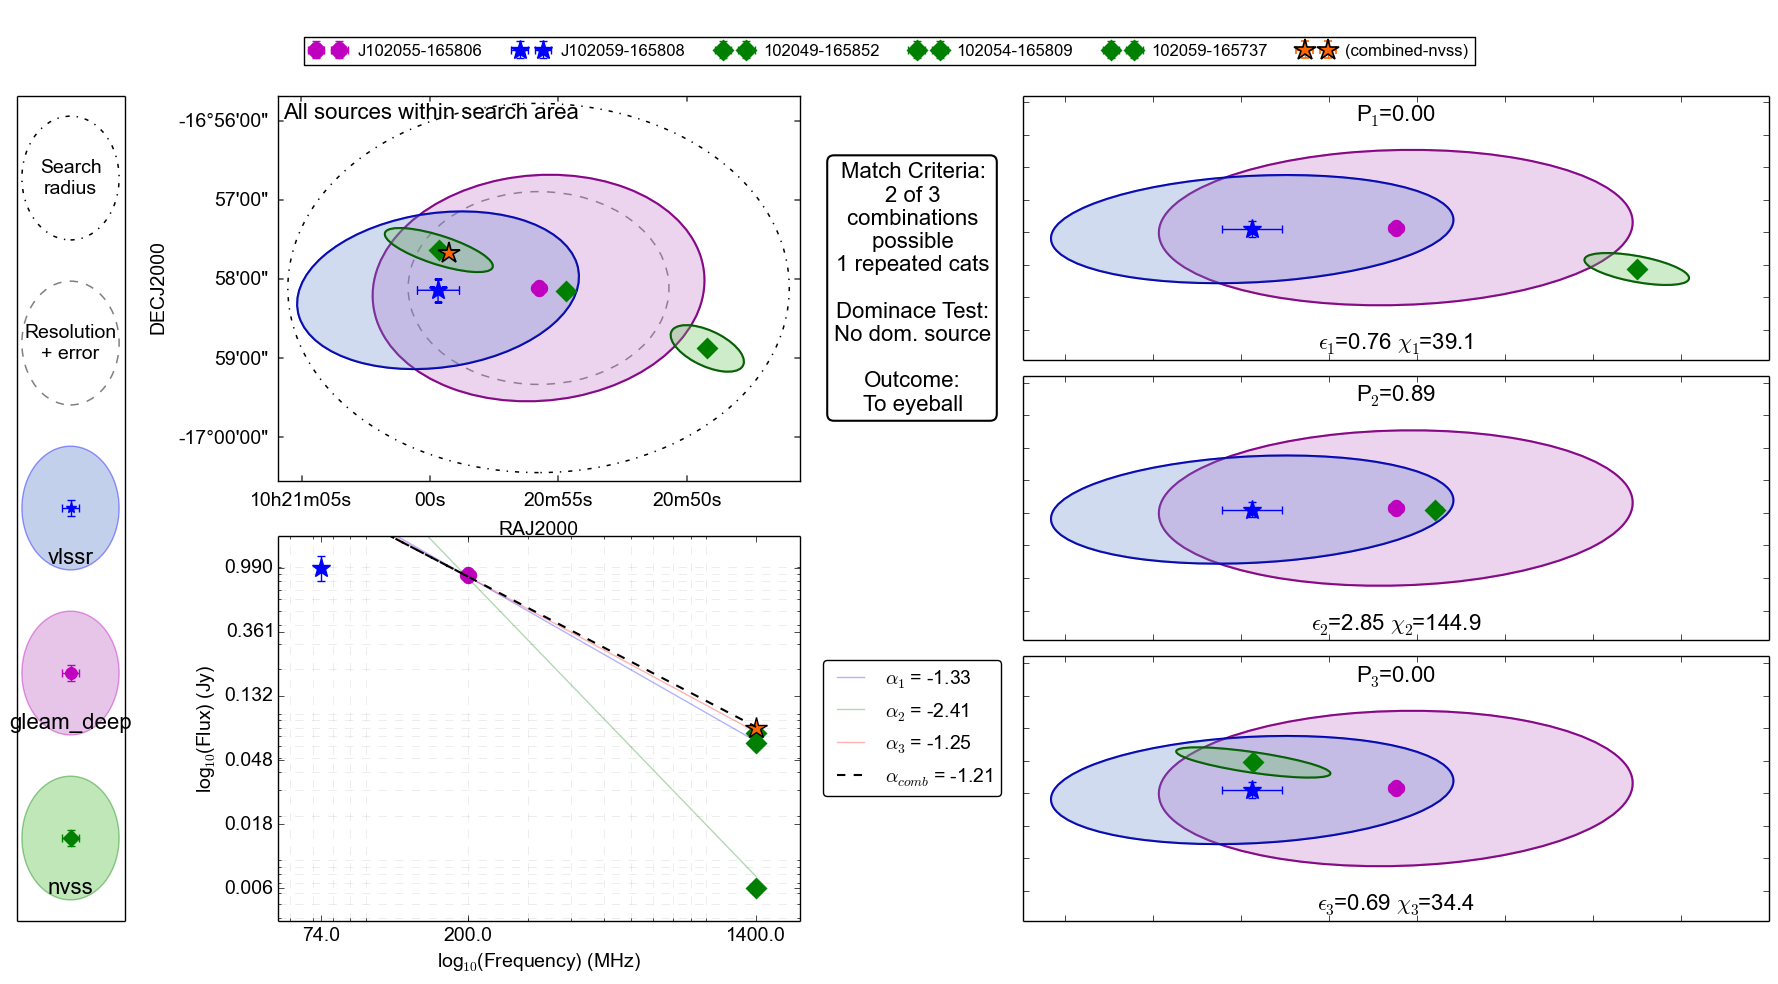 J102055-165806 J102059-165808 102049-165852 102054-165809 102059-165737 (combined-nvss)
Search
radius
Resolution
+ error
vlssr
gleam_deep
nvss
All sources within search area
DECJ2000
-16°56'00"
57'00"
58'00"
59'00"
-17°00'00"
10h21m05s 00s 20m55s 20m50s
RAJ2000
Match Criteria:
2 of 3
combinations
possible
1 repeated cats
Dominace Test:
No dom. source
Outcome:
To eyeball
log₁₀(Flux) (Jy)
0.990
0.361
0.132
0.048
0.018
0.006
74.0 200.0 1400.0
log₁₀(Frequency) (MHz)
α₁ = -1.33
α₂ = -2.41
α₃ = -1.25
α_comb = -1.21
P₁=0.00
ϵ₁=0.76 χ₁=39.1
P₂=0.89
ϵ₂=2.85 χ₂=144.9
P₃=0.00
ϵ₃=0.69 χ₃=34.4